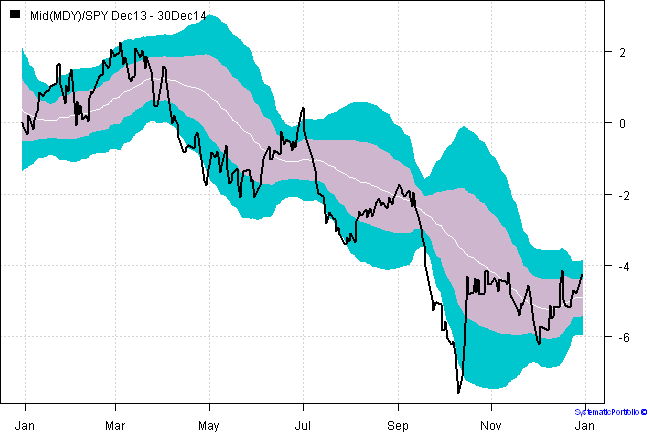 Mid(MDY)/SPY Dec13 - 30Dec14
2
0
-2
-4
-6
Jan Mar May Jul Sep Nov Jan
SystematicPortfolio ©